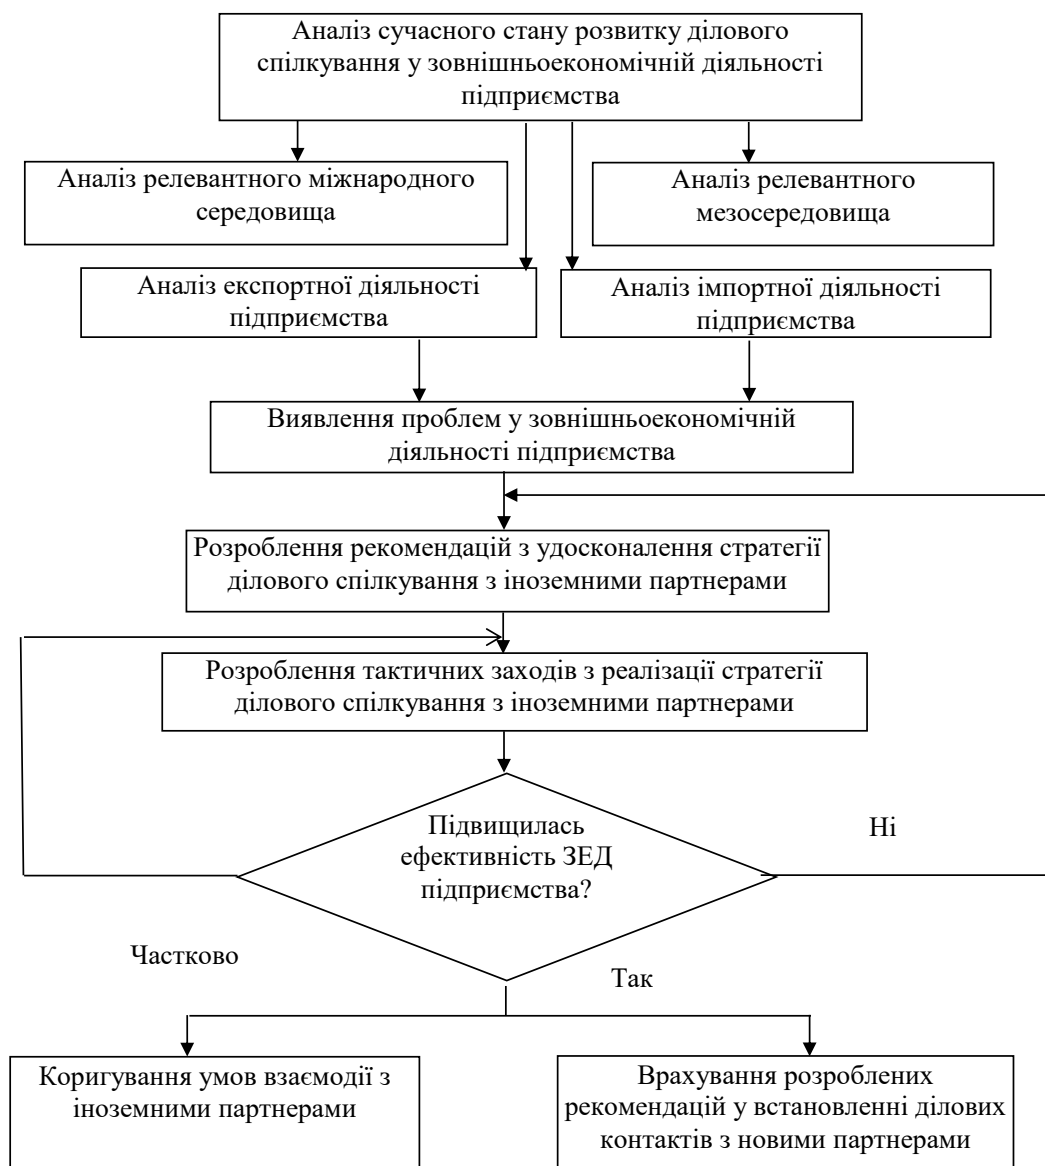 Аналіз сучасного стану розвитку ділового
спілкування у зовнішньоекономічній діяльності
підприємства
Аналіз релевантного міжнародного
середовища
Аналіз релевантного
мезосередовища
Аналіз експортної діяльності
підприємства
Аналіз імпортної діяльності
підприємства
Виявлення проблем у зовнішньоекономічній
діяльності підприємства
Розроблення рекомендацій з удосконалення стратегії
ділового спілкування з іноземними партнерами
Розроблення тактичних заходів з реалізації стратегії
ділового спілкування з іноземними партнерами
Підвищилась
ефективність ЗЕД
підприємства?
Ні
Частково
Так
Коригування умов взаємодії з
іноземними партнерами
Врахування розроблених
рекомендацій у встановленні ділових
контактів з новими партнерами